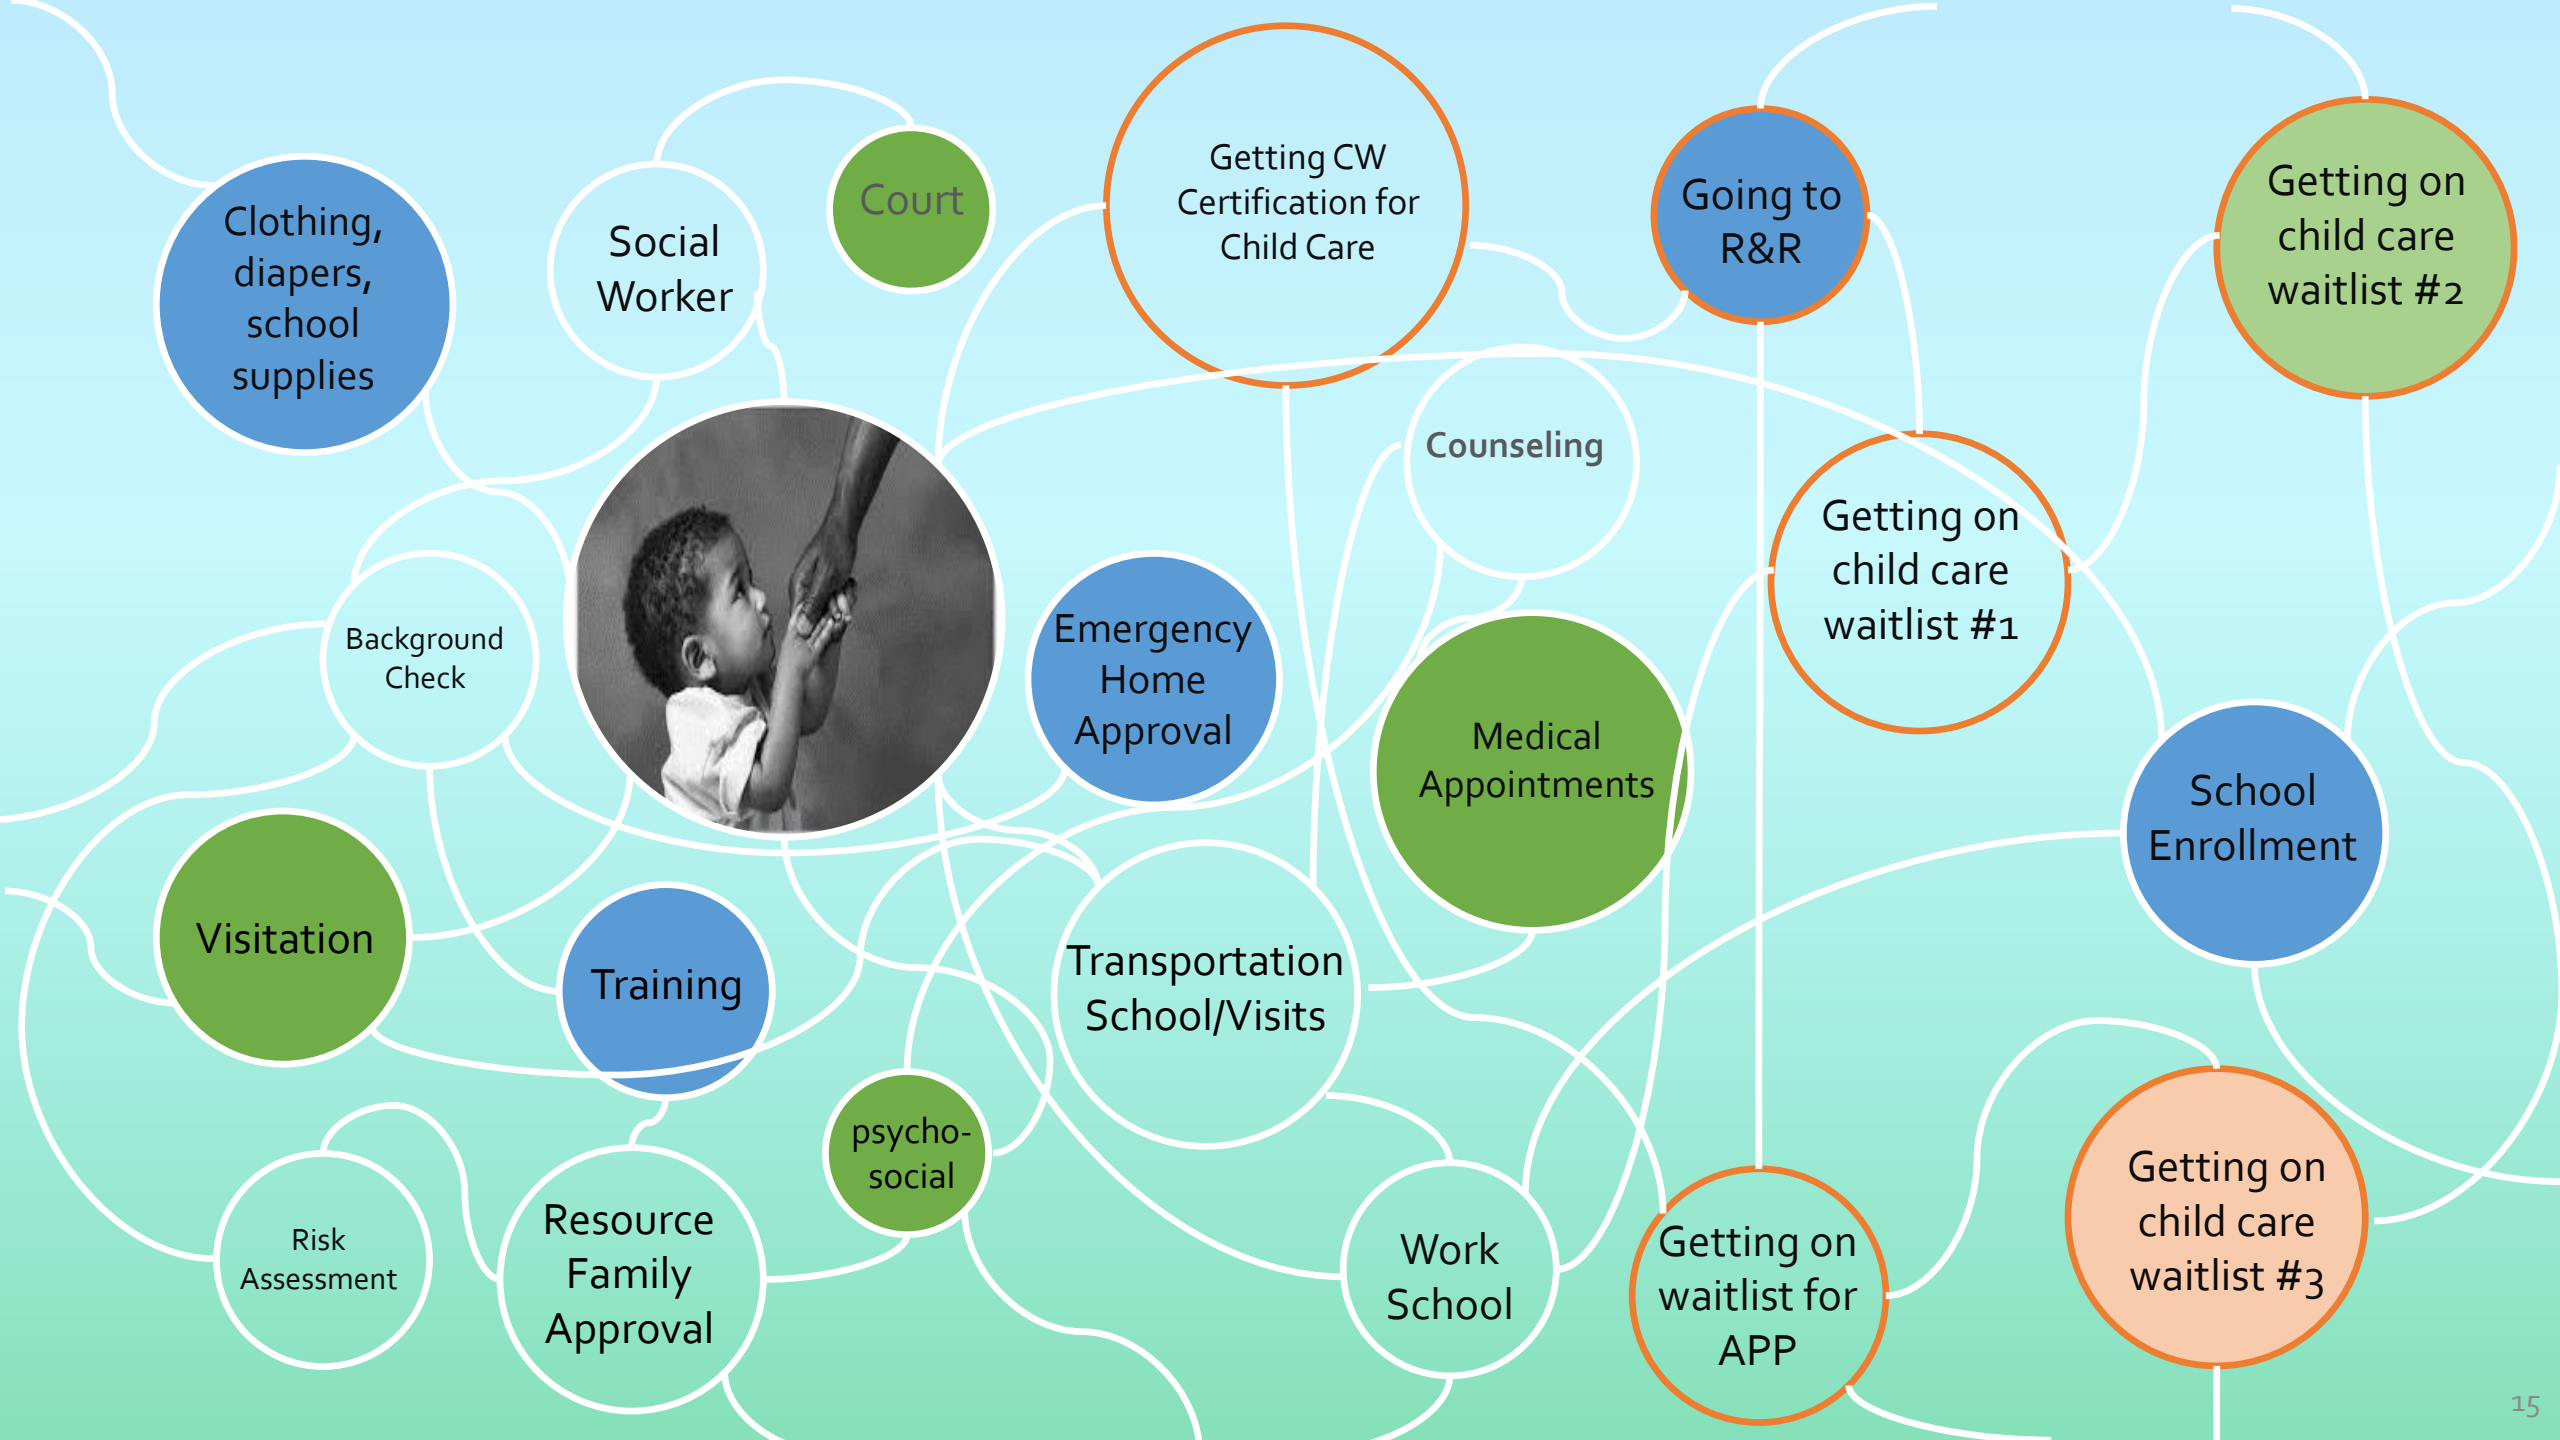 Clothing,
diapers,
school
supplies
Social
Worker
Court
Getting CW
Certification for
Child Care
Going to
R&R
Getting on
child care
waitlist #2
Counseling
Getting on
child care
waitlist #1
Background
Check
Emergency
Home
Approval
Medical
Appointments
School
Enrollment
Visitation
Training
Transportation
School/Visits
psycho-
social
Risk
Assessment
Resource
Family
Approval
Work
School
Getting on
waitlist for
APP
Getting on
child care
waitlist #3
15